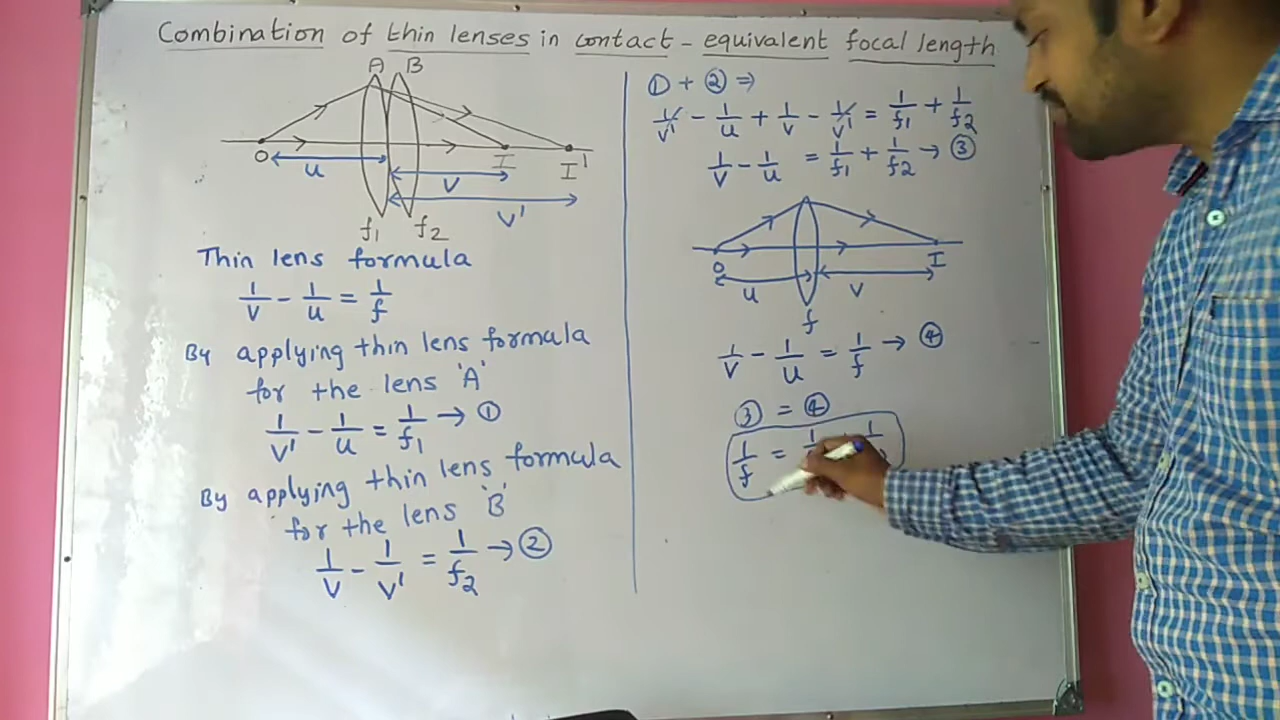 Combination of thin lenses in contact - equivalent focal length
A B
O u I I'
v
v'
f₁ f₂
Thin lens formula
1/v - 1/u = 1/f
By applying thin lens formula
for the lens 'A'
1/v' - 1/u = 1/f₁ → ①
By applying thin lens formula
for the lens 'B'
1/v - 1/v' = 1/f₂ → ②
① + ② ⇒
1/v' - 1/u + 1/v - 1/v' = 1/f₁ + 1/f₂
1/v - 1/u = 1/f₁ + 1/f₂ → ③
O I
u v
f
1/v - 1/u = 1/f → ④
③ = ④
1/f =